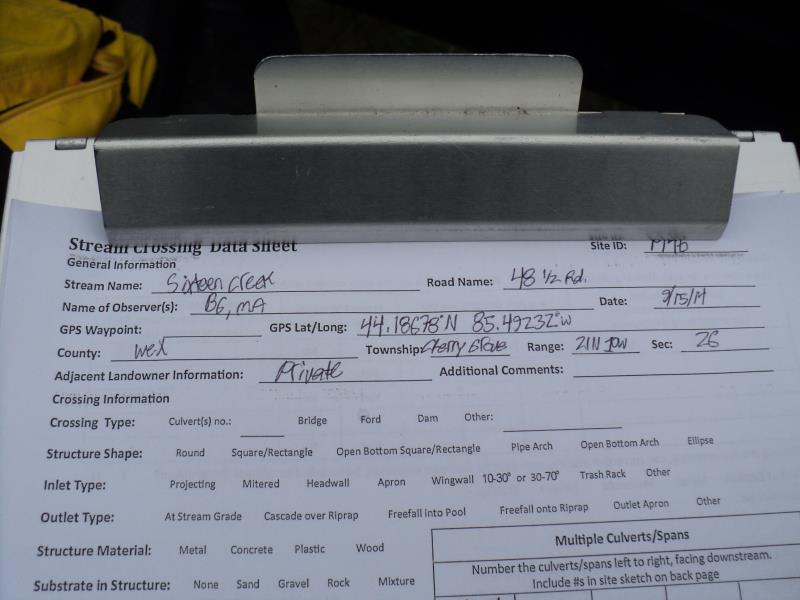 Stream Crossing Data Sheet Site ID:
General Information
Stream Name: Sixteen Creek Road Name: 48 1/2 Rd.
Name of Observer(s): BG, MA Date: 9/15/14
GPS Waypoint: GPS Lat/Long: 44.18678°N 85.49232°W
County: Wex Township: Cherry Grove Range: 21N 10W Sec: 26
Adjacent Landowner Information: Private Additional Comments:
Crossing Information
Crossing Type: Culvert(s) no.: Bridge Ford Dam Other:
Structure Shape: Round Square/Rectangle Open Bottom Square/Rectangle Pipe Arch Open Bottom Arch Ellipse
Inlet Type: Projecting Mitered Headwall Apron Wingwall 10-30° or 30-70° Trash Rack Other
Outlet Type: At Stream Grade Cascade over Riprap Freefall into Pool Freefall onto Riprap Outlet Apron Other
Structure Material: Metal Concrete Plastic Wood
Multiple Culverts/Spans
Substrate in Structure: None Sand Gravel Rock Mixture
Number the culverts/spans left to right, facing downstream.
Include #s in site sketch on back page